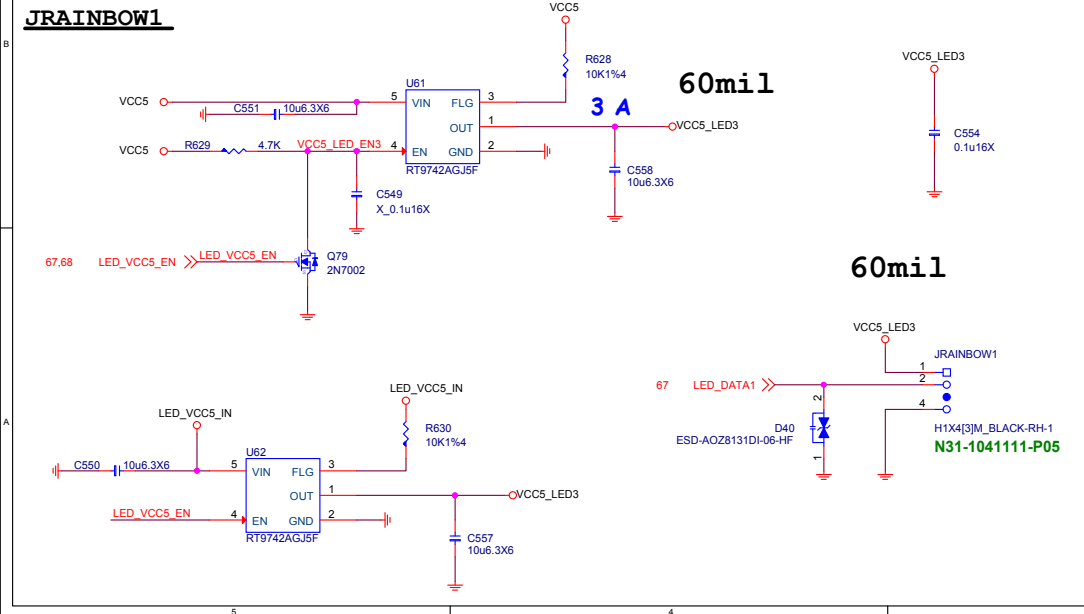 JRAINBOW1
B
VCC5
R628
10K1%4
60mil
VCC5_LED3
U61
VCC5
C551
10u6.3X6
5
VIN
FLG
3
3 A
OUT
1
VCC5_LED3
C554
0.1u16X
VCC5
R629
4.7K
VCC5_LED_EN3
4
EN
GND
2
RT9742AGJ5F
C558
10u6.3X6
C549
X_0.1u16X
67,68
LED_VCC5_EN
LED_VCC5_EN
Q79
2N7002
60mil
VCC5_LED3
JRAINBOW1
1
67
LED_DATA1
2
4
2
D40
ESD-AOZ8131DI-06-HF
1
H1X4[3]M_BLACK-RH-1
N31-1041111-P05
A
LED_VCC5_IN
LED_VCC5_IN
R630
10K1%4
U62
C550
10u6.3X6
5
VIN
FLG
3
OUT
1
VCC5_LED3
LED_VCC5_EN
4
EN
GND
2
RT9742AGJ5F
C557
10u6.3X6
5
4